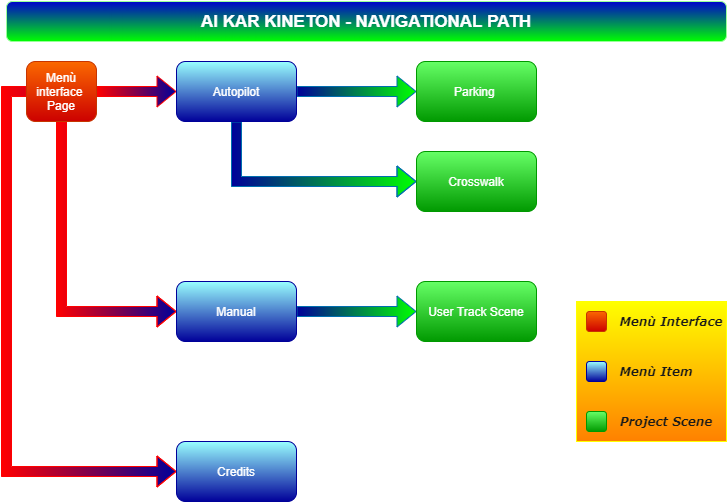 AI KAR KINETON - NAVIGATIONAL PATH
Menù
interface
Page
Autopilot
Parking
Crosswalk
Manual
User Track Scene
Credits
Menù Interface
Menù Item
Project Scene